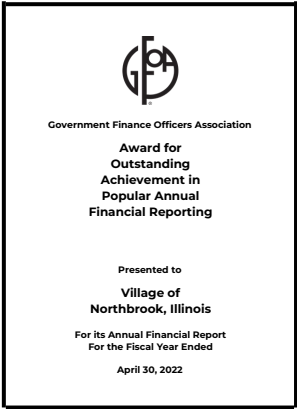 GFOA
Government Finance Officers Association
Award for
Outstanding
Achievement in
Popular Annual
Financial Reporting
Presented to
Village of
Northbrook, Illinois
For its Annual Financial Report
For the Fiscal Year Ended
April 30, 2022